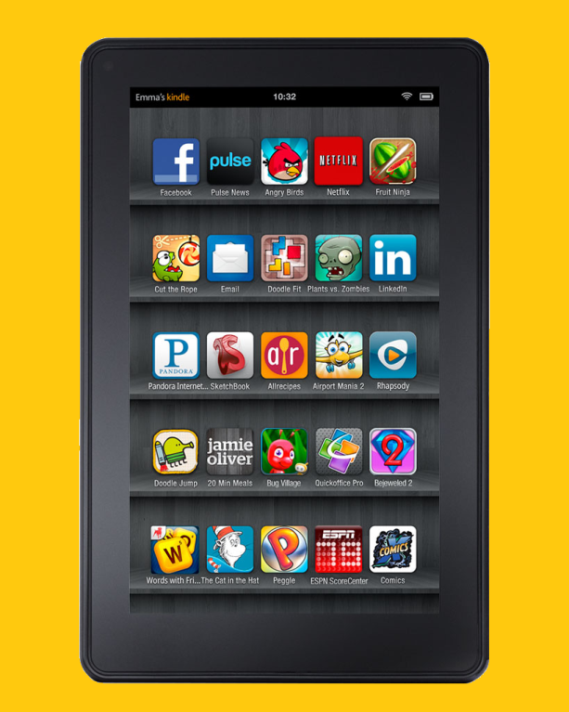 Emma's kindle 10:32
NETFLIX
pulse
Facebook Pulse News Angry Birds Netflix Fruit Ninja
in
Cut the Rope Email Doodle Fit Plants vs. Zombies LinkedIn
P
PANDORA
ar
Pandora Internet... SketchBook Allrecipes Airport Mania 2 Rhapsody
jamie
oliver
2
Doodle Jump 20 Min Meals Bug Village Quickoffice Pro Bejeweled 2
W
P
ESPN
COMICS
Words with Fri... The Cat in the Hat Peggle ESPN ScoreCenter Comics